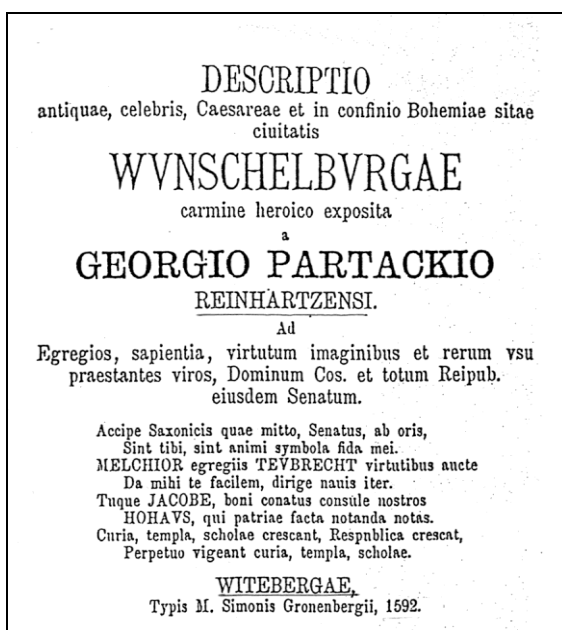 DESCRIPTIO
antiquae, celebris, Caesareae et in confinio Bohemiae sitae
ciuitatis
WVNSCHELBVRGAE
carmine heroico exposita
a
GEORGIO PARTACKIO
REINHARTZENSI.
Ad
Egregios, sapientia, virtutum imaginibus et rerum vsu
praestantes viros, Dominum Cos. et totum Reipub.
eiusdem Senatum.
Accipe Saxonicis quae mitto, Senatus, ab oris,
Sint tibi, sint animi symbola fida mei.
MELCHIOR egregiis TEVBRECHT virtutibus aucte
Da mihi te facilem, dirige nauis iter.
Tuque JACOBE, boni conatus consule nostros
HOHAVS, qui patriae facta notanda notas.
Curia, templa, scholae crescant, Respnblica crescat,
Perpetuo vigeant curia, templa, scholae.
WITEBERGAE,
Typis M. Simonis Gronenbergii, 1592.